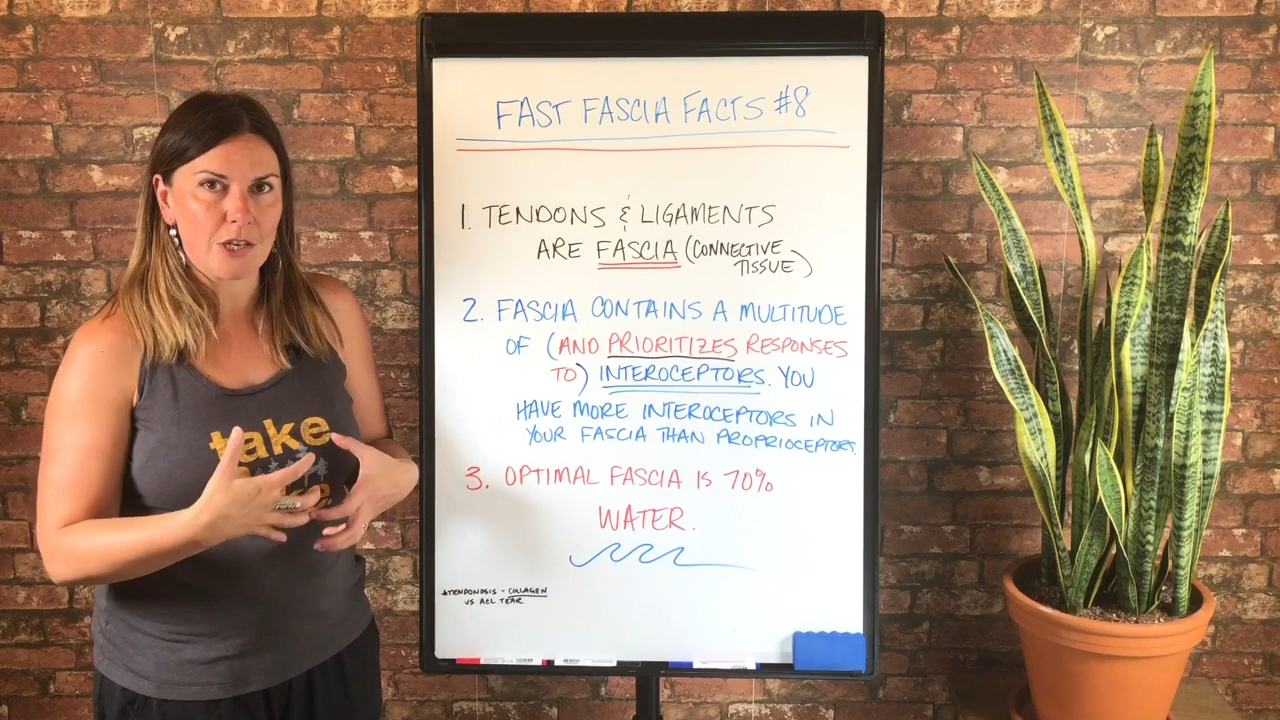 FAST FASCIA FACTS #8
1. TENDONS & LIGAMENTS
ARE FASCIA (CONNECTIVE
TISSUE)
2. FASCIA CONTAINS A MULTITUDE
OF (AND PRIORITIZES RESPONSES
TO) INTEROCEPTORS. YOU
HAVE MORE INTEROCEPTORS IN
YOUR FASCIA THAN PROPRIOCEPTORS.
3. OPTIMAL FASCIA IS 70%
WATER.
*TENDONOSIS - COLLAGEN
VS ACL TEAR
take